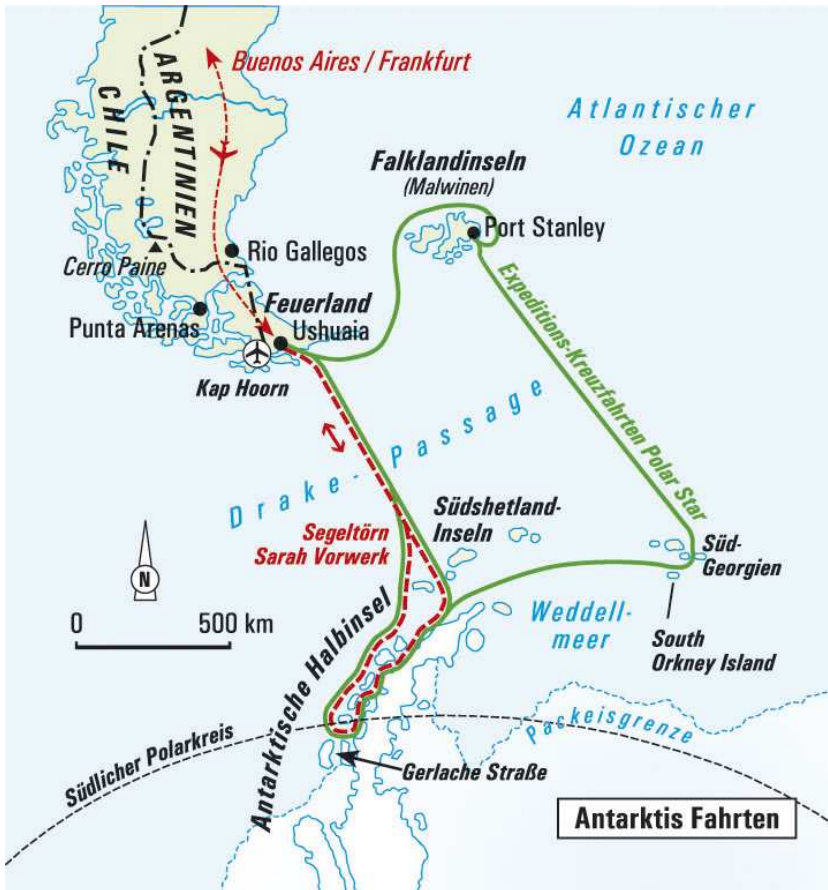 Buenos Aires / Frankfurt
ARGENTINIEN
CHILE
Atlantischer
Ozean
Falklandinseln
(Malwinen)
Port Stanley
Rio Gallegos
Cerro Paine
Feuerland
Punta Arenas
Ushuaia
Kap Hoorn
Expeditions-Kreuzfahrten Polar Star
Drake-Passage
Südshetland-
Inseln
Segeltörn
Sarah Vorwerk
Süd-
Georgien
N
0 500 km
Weddell-
meer
South
Orkney Island
Antarktische Halbinsel
Packeisgrenze
Südlicher Polarkreis
Gerlache Straße
Antarktis Fahrten